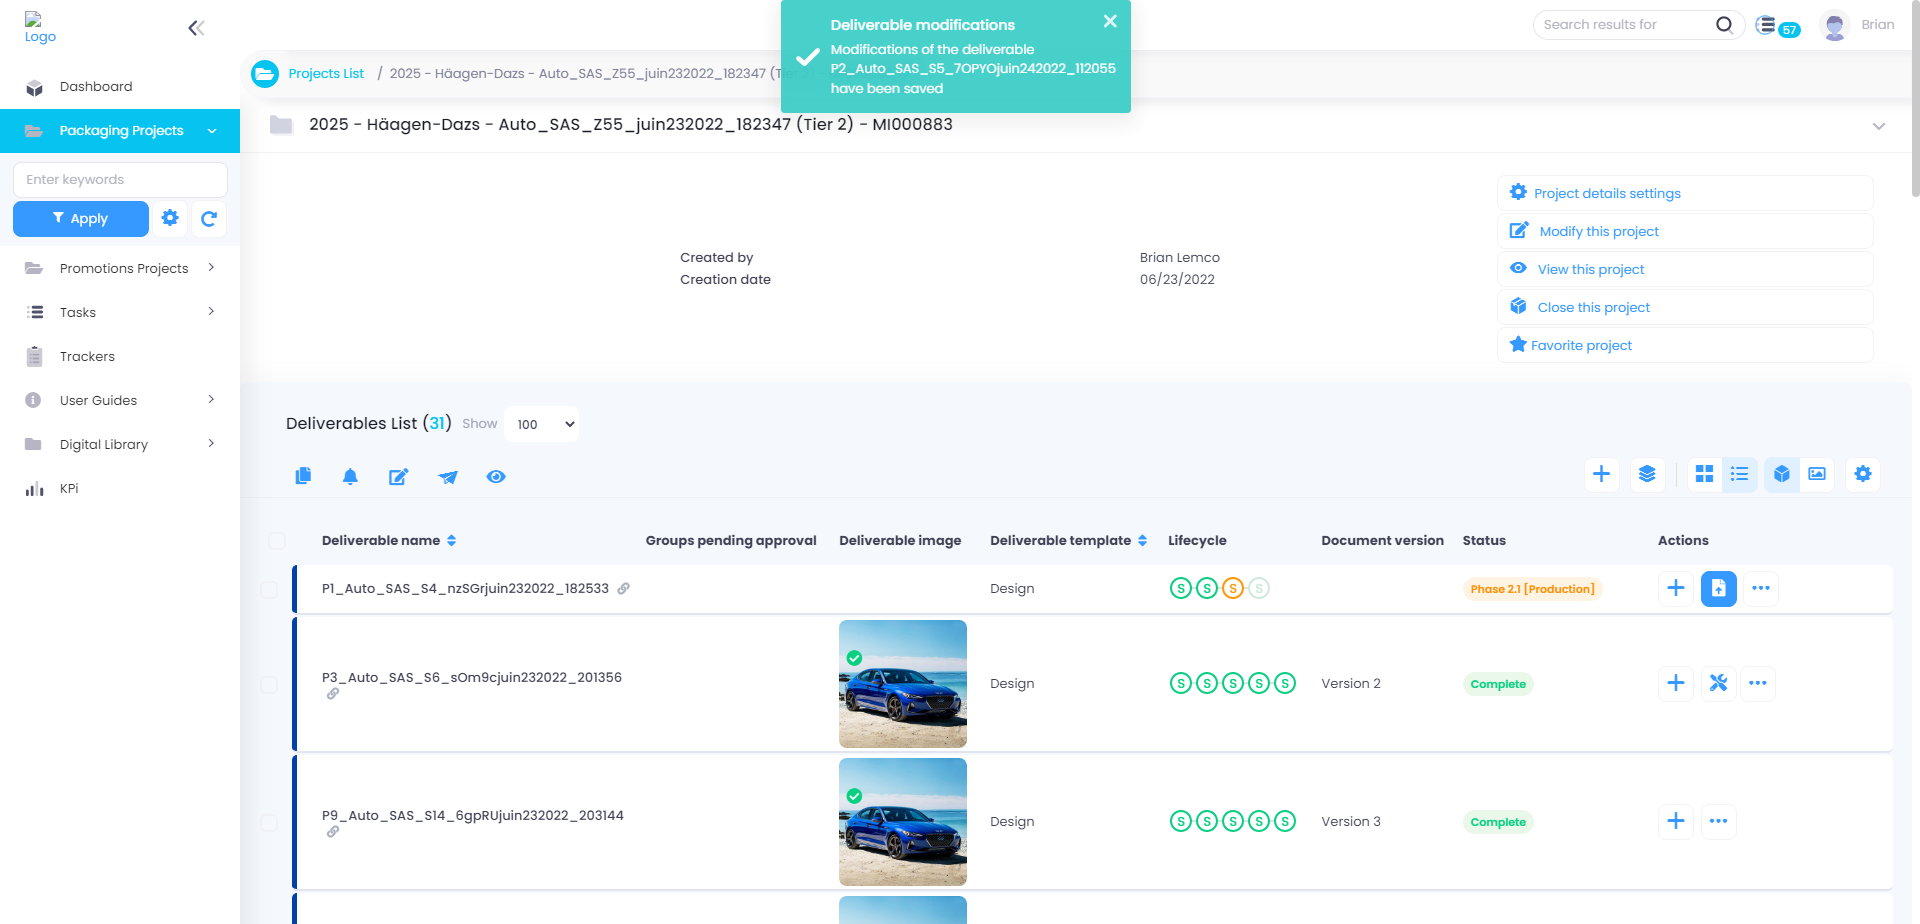 Logo
Dashboard
Packaging Projects
Enter keywords
Apply
Promotions Projects
Tasks
Trackers
User Guides
Digital Library
KPi
Deliverable modifications
Modifications of the deliverable
P2_Auto_SAS_S5_7OPYOjuin242022_112055
have been saved
Search results for
57
Brian
Projects List / 2025 - Häagen-Dazs - Auto_SAS_Z55_juin232022_182347
2025 - Häagen-Dazs - Auto_SAS_Z55_juin232022_182347 (Tier 2) - MI000883
Created by Brian Lemco
Creation date 06/23/2022
Project details settings
Modify this project
View this project
Close this project
Favorite project
Deliverables List (31) Show 100
Deliverable name Groups pending approval Deliverable image Deliverable template Lifecycle Document version Status Actions
P1_Auto_SAS_S4_nzSGrjuin232022_182533 Design S S S S Phase 2.1 [Production]
P3_Auto_SAS_S6_sOm9cjuin232022_201356 Design S S S S S Version 2 Complete
P9_Auto_SAS_S14_6gpRUjuin232022_203144 Design S S S S S Version 3 Complete